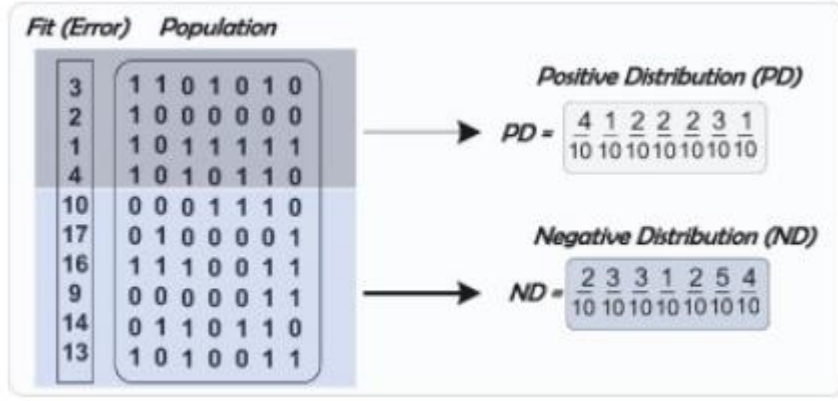 Fit (Error) Population
3 1 1 0 1 0 1 0
2 1 0 0 0 0 0 0
1 1 0 1 1 1 1 1
4 1 0 1 0 1 1 0
10 0 0 0 1 1 1 0
17 0 1 0 0 0 0 1
16 1 1 1 0 0 1 1
9 0 0 0 0 0 1 1
14 0 1 1 0 1 1 0
13 1 0 1 0 0 1 1
Positive Distribution (PD)
PD = 4/10 1/10 2/10 2/10 2/10 3/10 1/10
Negative Distribution (ND)
ND = 2/10 3/10 3/10 1/10 2/10 5/10 4/10